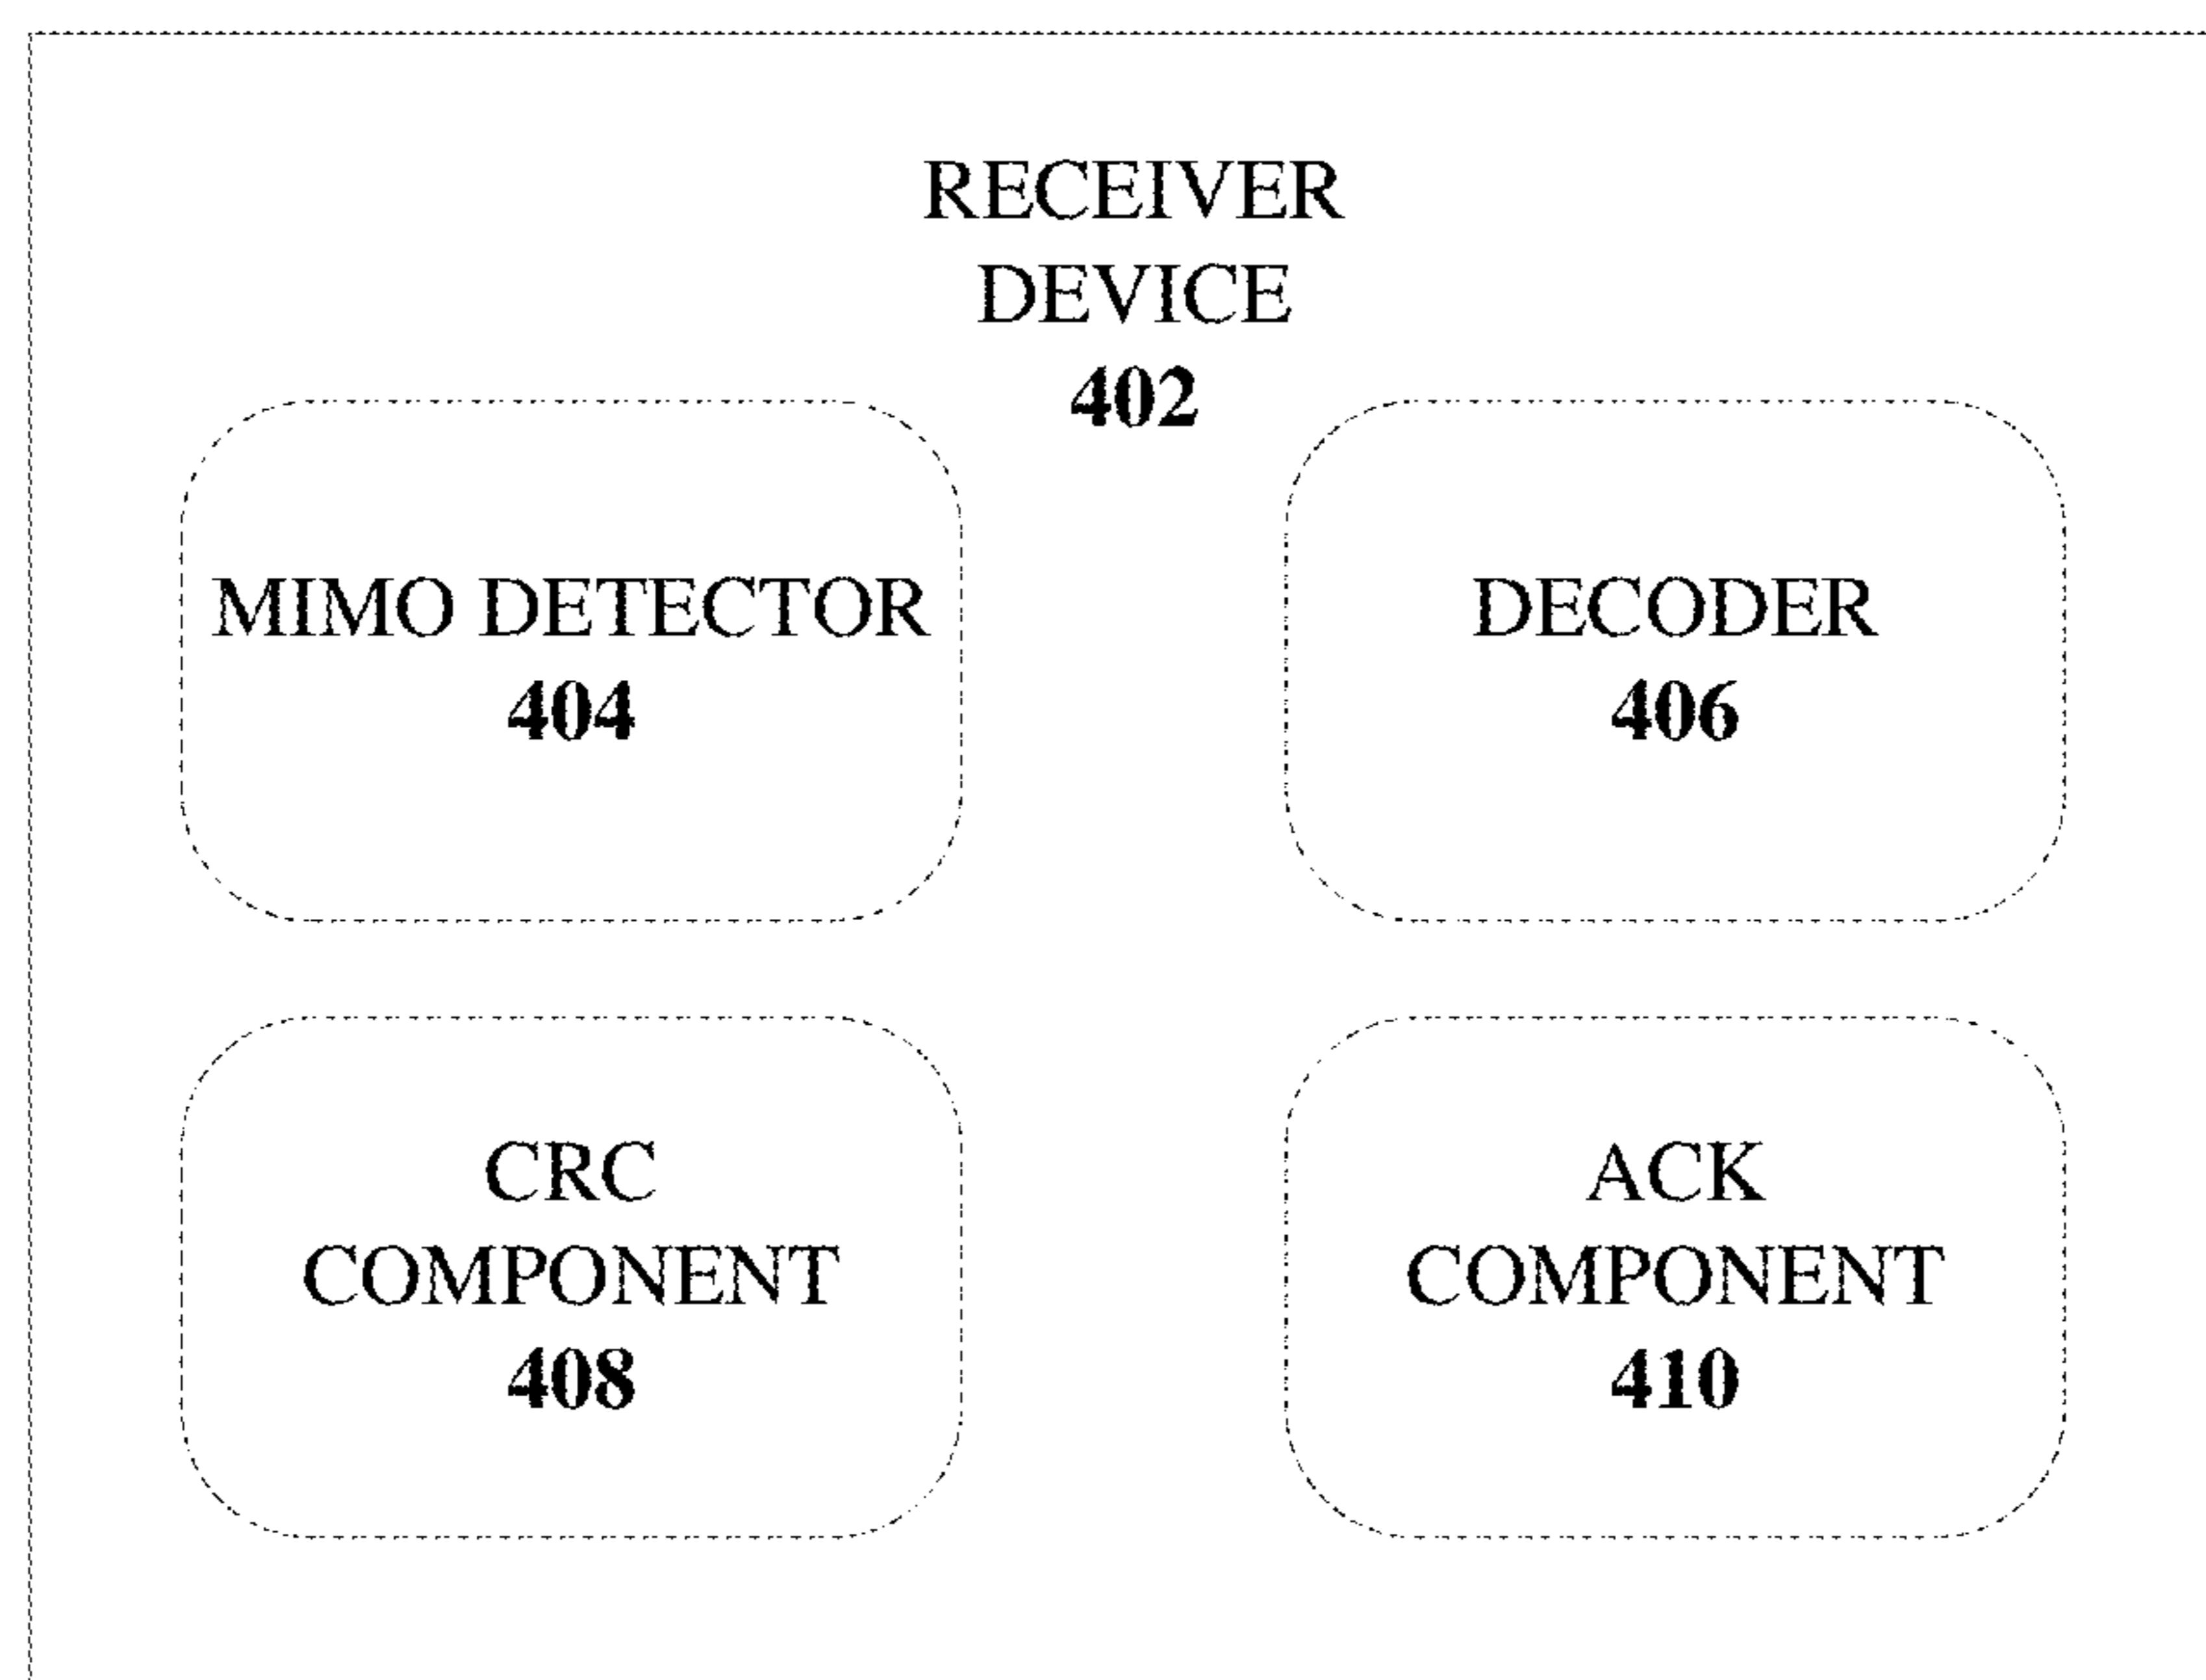 RECEIVER
DEVICE
402
MIMO DETECTOR
404
DECODER
406
CRC
COMPONENT
408
ACK
COMPONENT
410